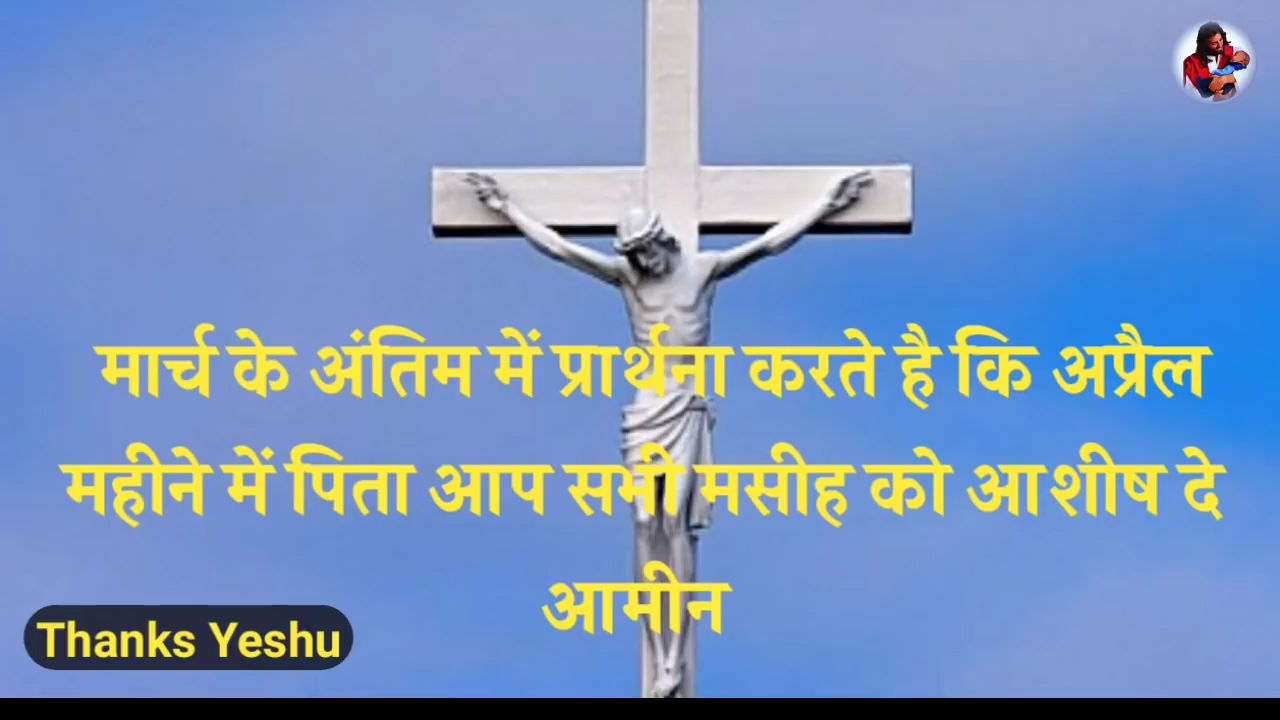 मार्च के अंतिम में प्रार्थना करते है कि अप्रैल
महीने में पिता आप सभी मसीह को आशीष दे
आमीन
Thanks Yeshu